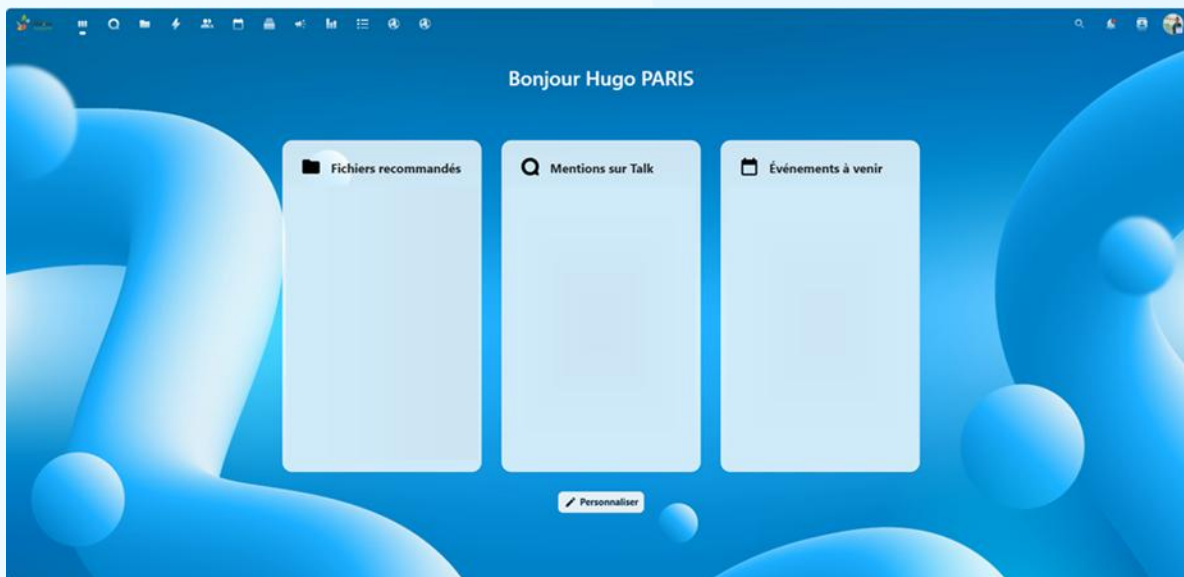 Bonjour Hugo PARIS
Fichiers recommandés
Mentions sur Talk
Événements à venir
Personnaliser